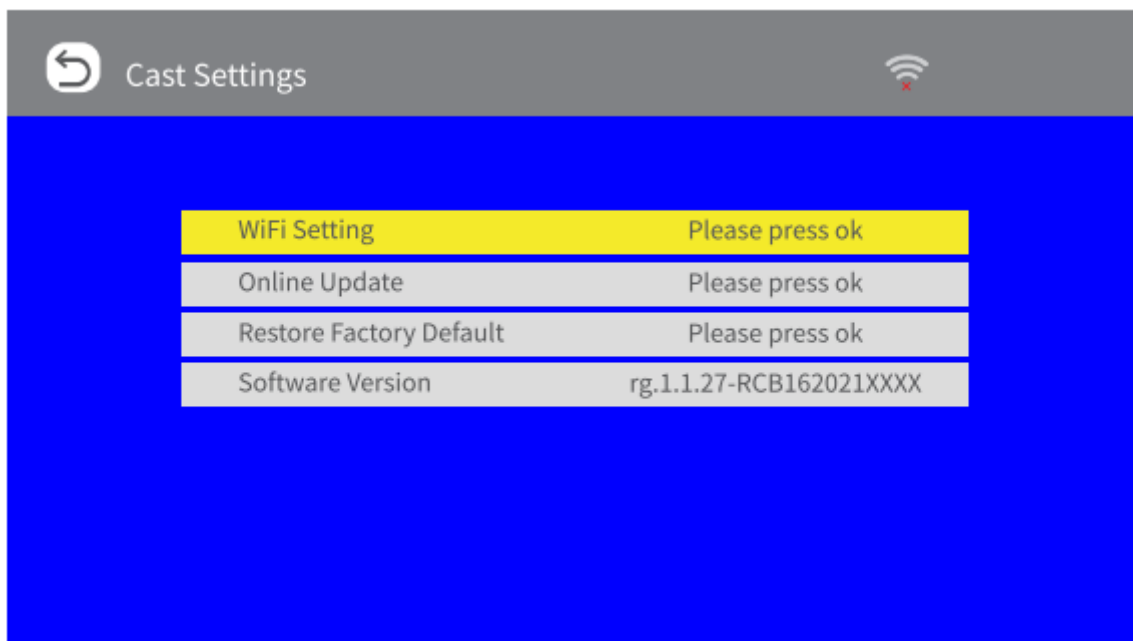 Cast Settings
WiFi Setting Please press ok
Online Update Please press ok
Restore Factory Default Please press ok
Software Version rg.1.1.27-RCB162021XXXX